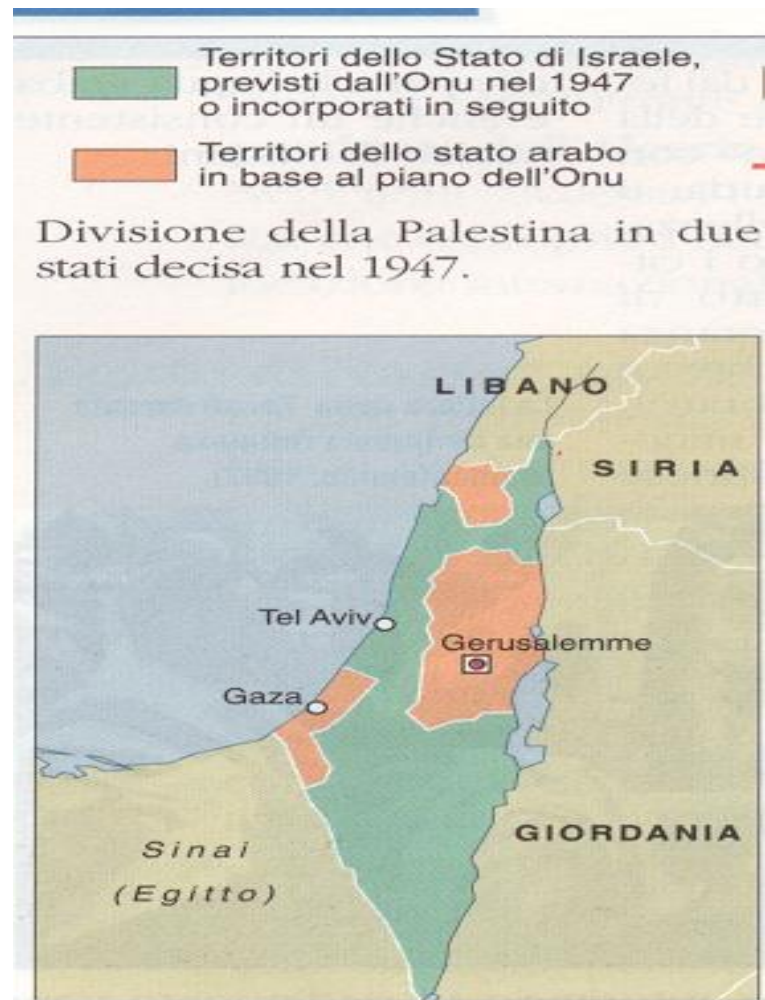 Territori dello Stato di Israele,
previsti dall'Onu nel 1947
o incorporati in seguito
Territori dello stato arabo
in base al piano dell'Onu
Divisione della Palestina in due
stati decisa nel 1947.
LIBANO
SIRIA
Tel Aviv
Gerusalemme
Gaza
GIORDANIA
Sinai
(Egitto)